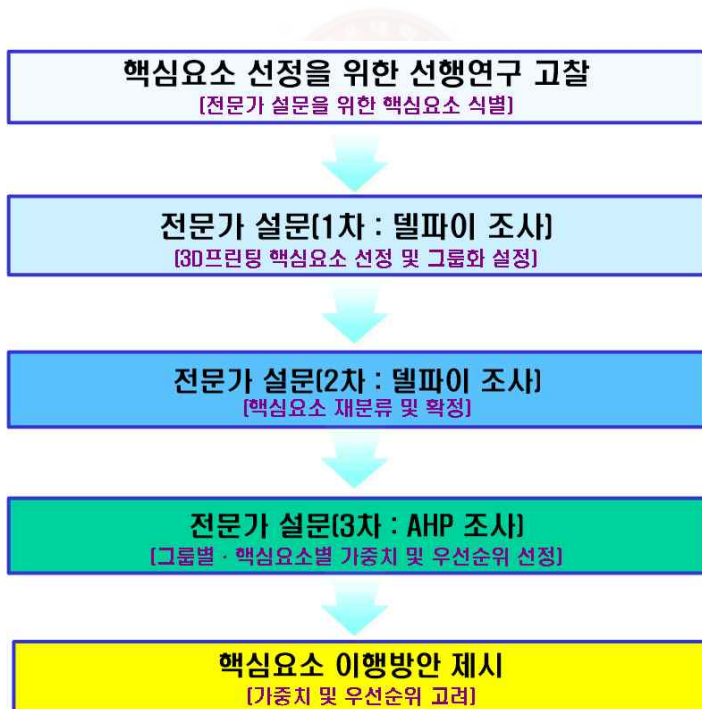 핵심요소 선정을 위한 선행연구 고찰
(전문가 설문을 위한 핵심요소 식별)
전문가 설문(1차 : 델파이 조사)
(3D프린팅 핵심요소 선정 및 그룹화 설정)
전문가 설문(2차 : 델파이 조사)
(핵심요소 재분류 및 확정)
전문가 설문(3차 : AHP 조사)
(그룹별 · 핵심요소별 가중치 및 우선순위 선정)
핵심요소 이행방안 제시
(가중치 및 우선순위 고려)